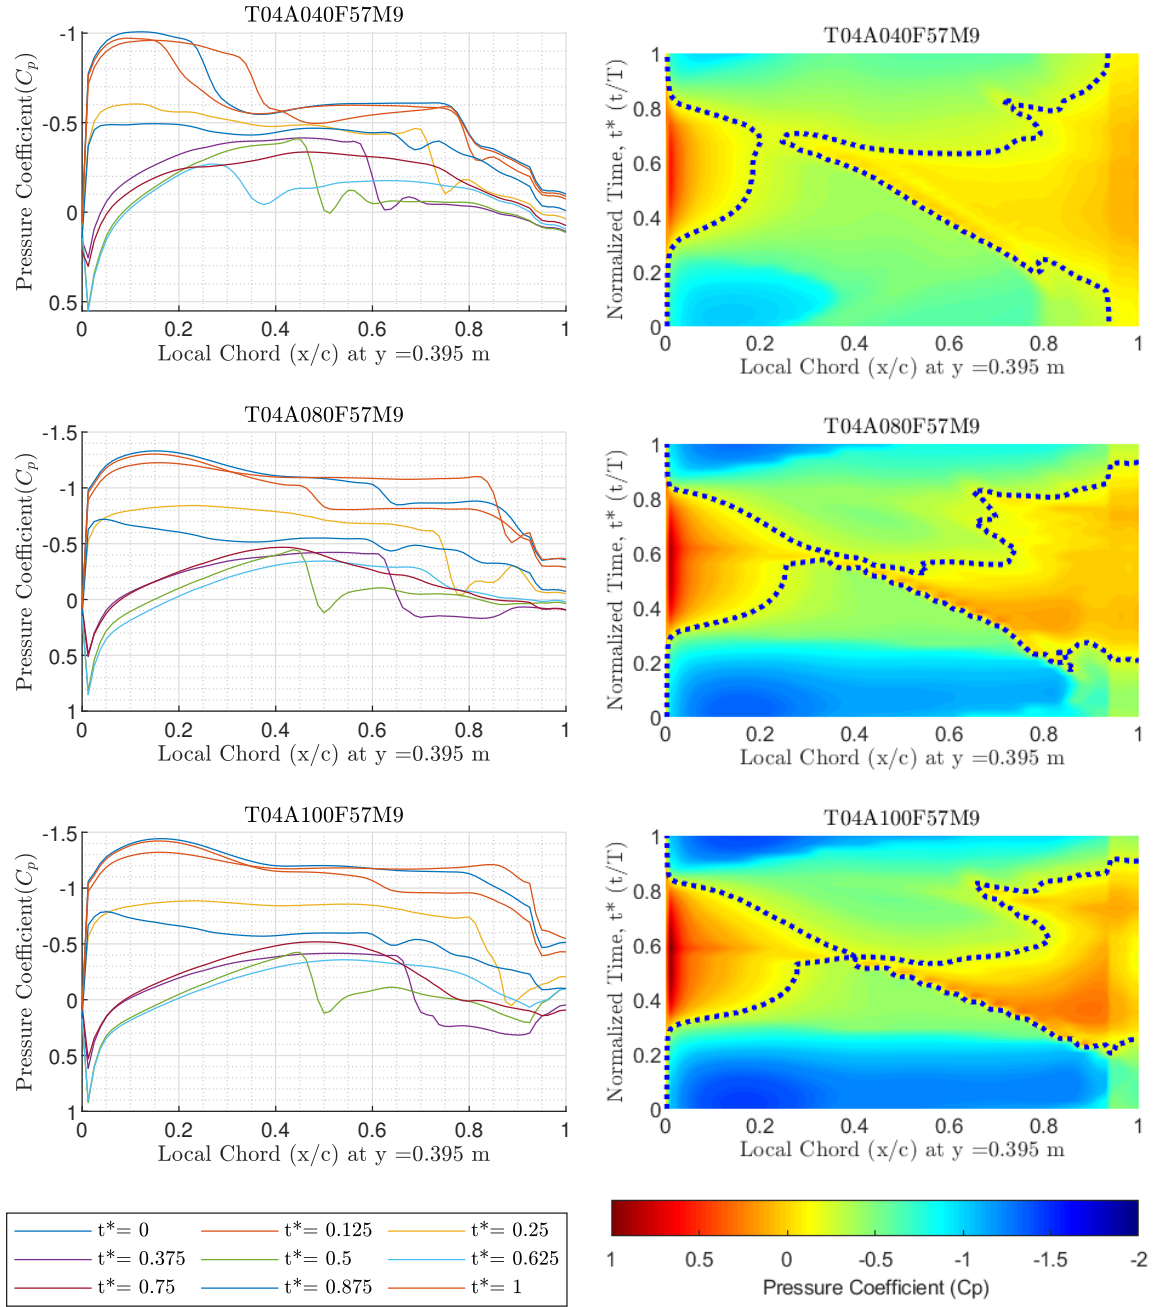 T04A040F57M9
-1
-0.5
0
0.5
0 0.2 0.4 0.6 0.8 1
Pressure Coefficient(Cp)
Local Chord (x/c) at y =0.395 m
T04A040F57M9
1
0.8
0.6
0.4
0.2
0
0 0.2 0.4 0.6 0.8 1
Normalized Time, t* (t/T)
Local Chord (x/c) at y =0.395 m
T04A080F57M9
-1.5
-1
-0.5
0
0.5
1
0 0.2 0.4 0.6 0.8 1
Pressure Coefficient(Cp)
Local Chord (x/c) at y =0.395 m
T04A080F57M9
1
0.8
0.6
0.4
0.2
0
0 0.2 0.4 0.6 0.8 1
Normalized Time, t* (t/T)
Local Chord (x/c) at y =0.395 m
T04A100F57M9
-1.5
-1
-0.5
0
0.5
1
0 0.2 0.4 0.6 0.8 1
Pressure Coefficient(Cp)
Local Chord (x/c) at y =0.395 m
T04A100F57M9
1
0.8
0.6
0.4
0.2
0
0 0.2 0.4 0.6 0.8 1
Normalized Time, t* (t/T)
Local Chord (x/c) at y =0.395 m
t*= 0 t*= 0.125 t*= 0.25
t*= 0.375 t*= 0.5 t*= 0.625
t*= 0.75 t*= 0.875 t*= 1
1 0.5 0 -0.5 -1 -1.5 -2
Pressure Coefficient (Cp)